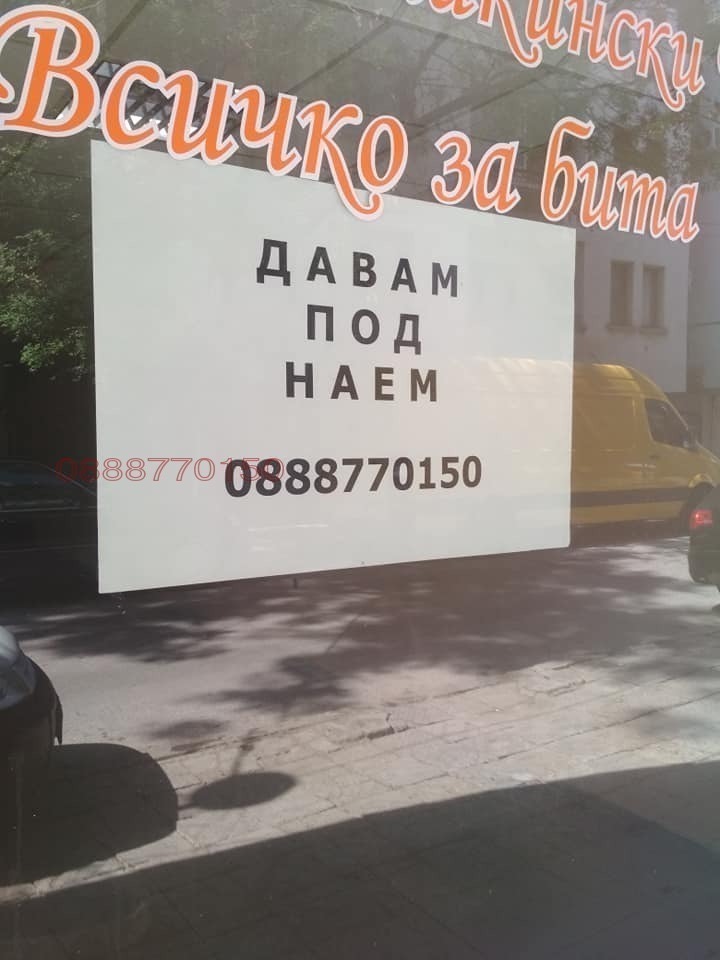 Всичко за бита
ДАВАМ
ПОД
НАЕМ
0888770150
0888770150